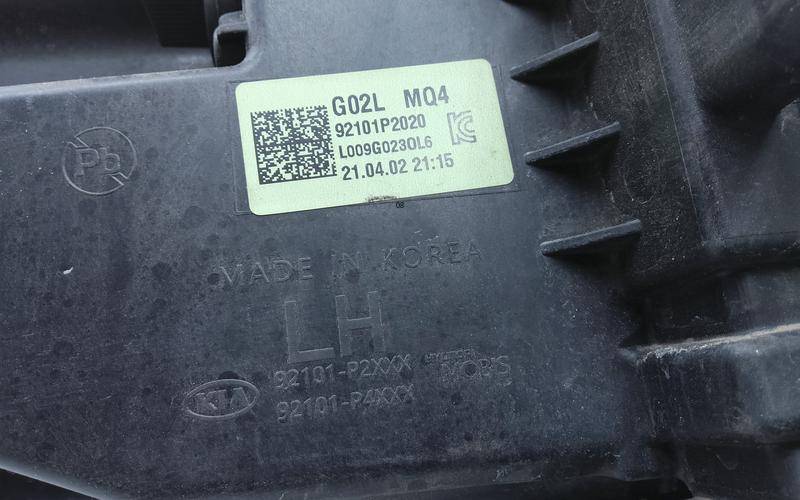 G02L MQ4
92101P2020
L009G023OL6
21.04.02 21:15
08
Pb
MADE IN KOREA
LH
92101-P2XXX
92101-P4XXX
KIA
MOBIS